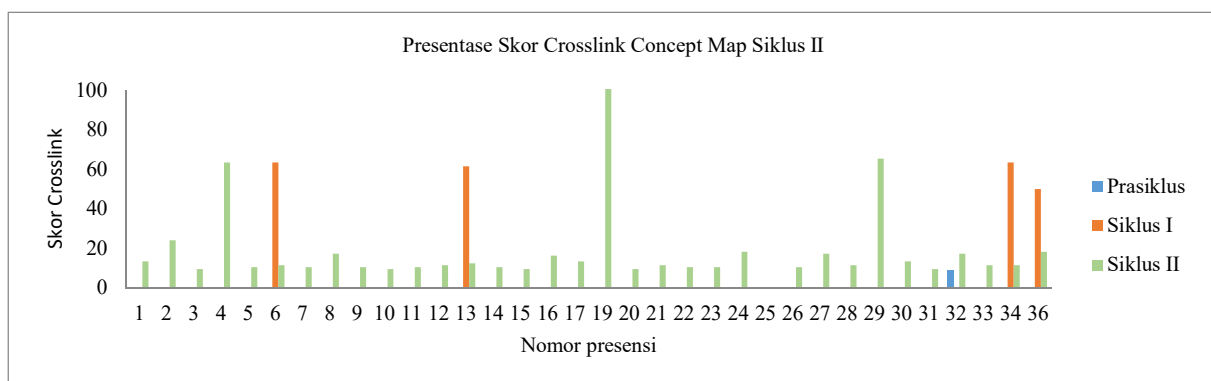 Presentase Skor Crosslink Concept Map Siklus II
Skor Crosslink
100
80
60
40
20
0
1 2 3 4 5 6 7 8 9 10 11 12 13 14 15 16 17 19 20 21 22 23 24 25 26 27 28 29 30 31 32 33 34 36
Nomor presensi
Prasiklus
Siklus I
Siklus II